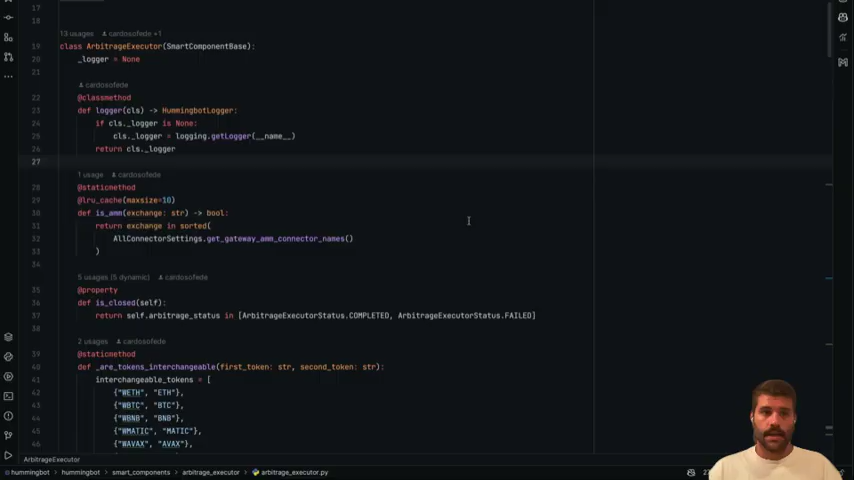 17
18
13 usages cardosofede +1
19 class ArbitrageExecutor(SmartComponentBase):
20 _logger = None
21
cardosofede
22 @classmethod
23 def logger(cls) -> HummingbotLogger:
24 if cls._logger is None:
25 cls._logger = logging.getLogger(__name__)
26 return cls._logger
27
1 usage cardosofede
28 @staticmethod
29 @lru_cache(maxsize=10)
30 def is_amm(exchange: str) -> bool:
31 return exchange in sorted(
32 AllConnectorSettings.get_gateway_amm_connector_names()
33 )
34
5 usages (5 dynamic) cardosofede
35 @property
36 def is_closed(self):
37 return self.arbitrage_status in [ArbitrageExecutorStatus.COMPLETED, ArbitrageExecutorStatus.FAILED]
38
2 usages cardosofede
39 @staticmethod
40 def _are_tokens_interchangeable(first_token: str, second_token: str):
41 interchangeable_tokens = [
42 {"WETH", "ETH"},
43 {"WBTC", "BTC"},
44 {"WBNB", "BNB"},
45 {"WMATIC", "MATIC"},
46 {"WAVAX", "AVAX"},
ArbitrageExecutor
hummingbot > hummingbot > smart_components > arbitrage_executor > arbitrage_executor.py